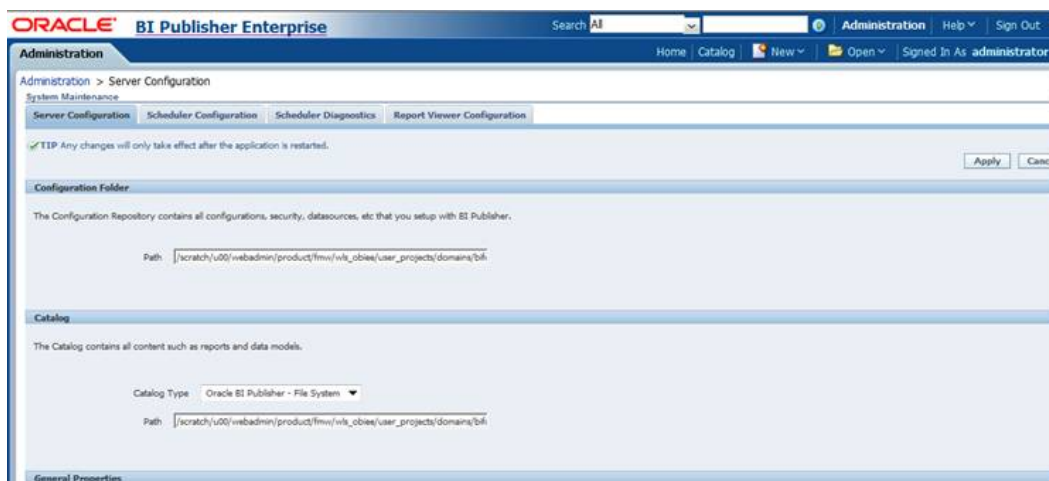 ORACLE' BI Publisher Enterprise
Search All Administration Help Sign Out
Administration
Home Catalog New Open Signed In As administrator
Administration > Server Configuration
System Maintenance
Server Configuration Scheduler Configuration Scheduler Diagnostics Report Viewer Configuration
TIP Any changes will only take effect after the application is restarted.
Apply Canc
Configuration Folder
The Configuration Repository contains all configurations, security, datasources, etc that you setup with BI Publisher.
Path /scratch/u00/webadmin/product/fmw/wls_obiee/user_projects/domains/bifo
Catalog
The Catalog contains all content such as reports and data models.
Catalog Type Oracle BI Publisher - File System
Path /scratch/u00/webadmin/product/fmw/wls_obiee/user_projects/domains/bifo
General Properties